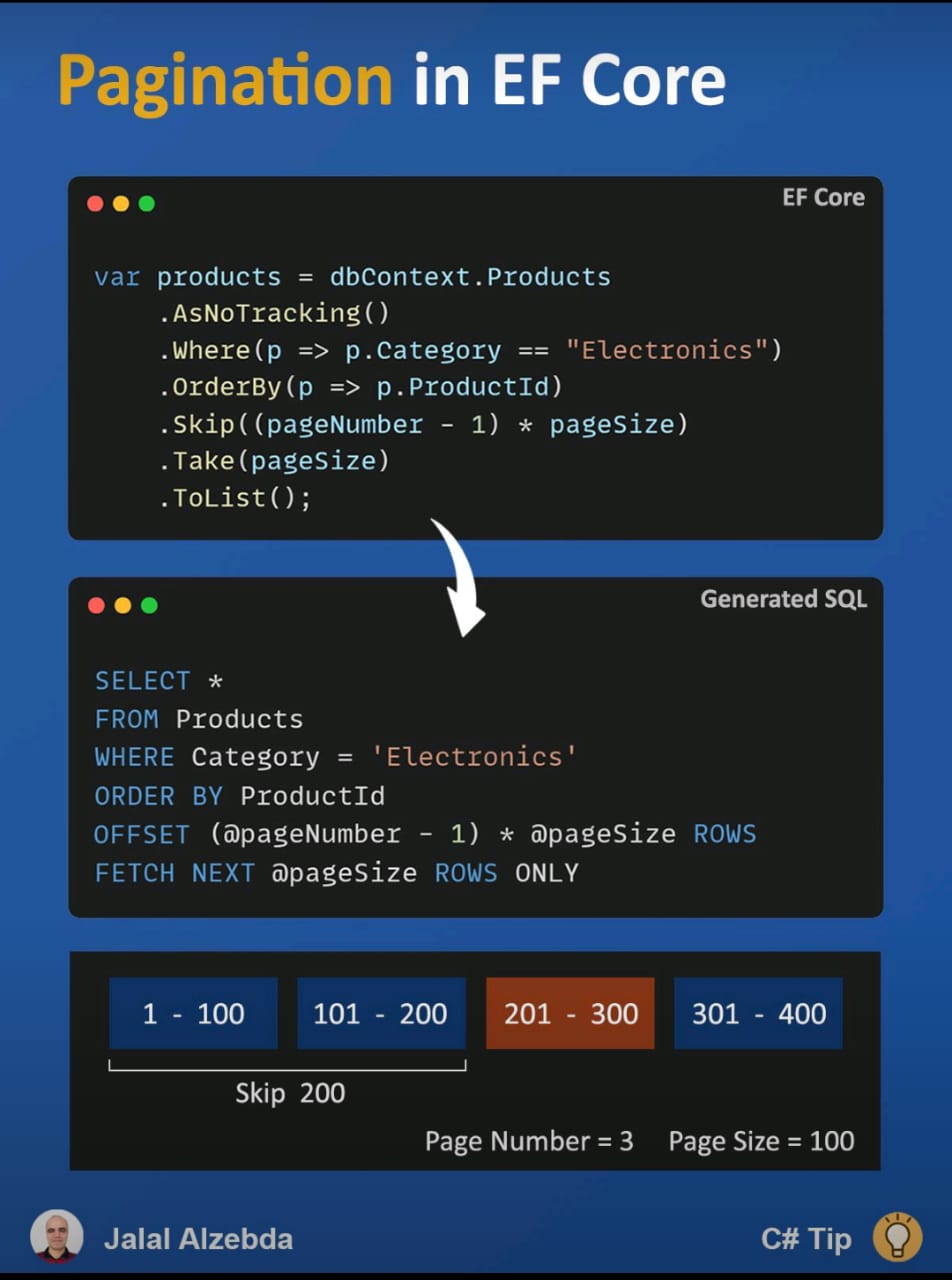 Pagination in EF Core
EF Core
var products = dbContext.Products
.AsNoTracking()
.Where(p => p.Category == "Electronics")
.OrderBy(p => p.ProductId)
.Skip((pageNumber - 1) * pageSize)
.Take(pageSize)
.ToList();
Generated SQL
SELECT *
FROM Products
WHERE Category = 'Electronics'
ORDER BY ProductId
OFFSET (@pageNumber - 1) * @pageSize ROWS
FETCH NEXT @pageSize ROWS ONLY
1 - 100 101 - 200 201 - 300 301 - 400
Skip 200
Page Number = 3 Page Size = 100
Jalal Alzebda C# Tip